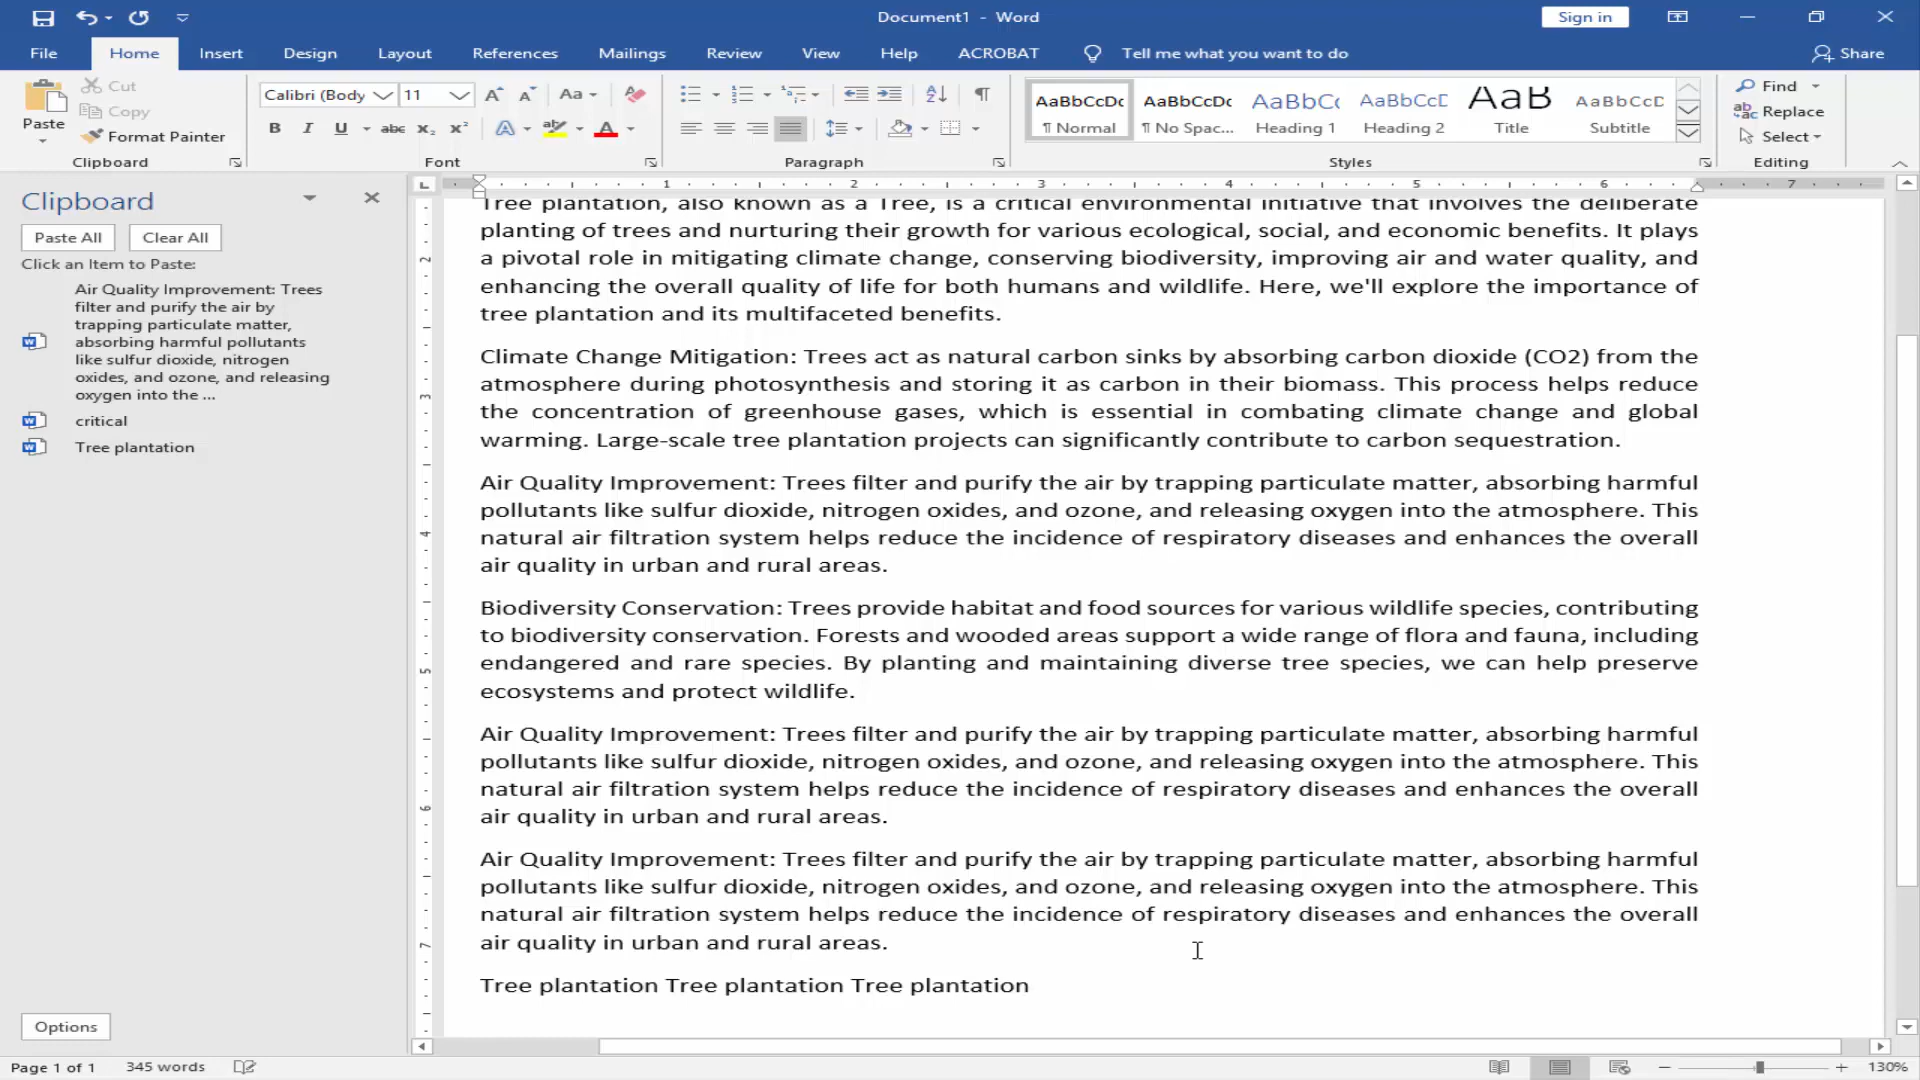 Document1 - Word
Sign in
File Home Insert Design Layout References Mailings Review View Help ACROBAT Tell me what you want to do Share
Paste
Cut
Copy
Format Painter
Clipboard
Calibri (Body 11
Aa
B I U abc x₂ x² A A
Font
Paragraph
AaBbCcDc ¶ Normal
AaBbCcDc ¶ No Spac...
AaBbC( Heading 1
AaBbCcD Heading 2
AaB Title
AaBbCcD Subtitle
Styles
Find
Replace
Select
Editing
Clipboard
Paste All Clear All
Click an Item to Paste:
Air Quality Improvement: Trees
filter and purify the air by
trapping particulate matter,
absorbing harmful pollutants
like sulfur dioxide, nitrogen
oxides, and ozone, and releasing
oxygen into the ...
critical
Tree plantation
Options
1 2 3 4 5 6 7
2
3
4
5
6
7
Tree plantation, also known as a Tree, is a critical environmental initiative that involves the deliberate
planting of trees and nurturing their growth for various ecological, social, and economic benefits. It plays
a pivotal role in mitigating climate change, conserving biodiversity, improving air and water quality, and
enhancing the overall quality of life for both humans and wildlife. Here, we'll explore the importance of
tree plantation and its multifaceted benefits.
Climate Change Mitigation: Trees act as natural carbon sinks by absorbing carbon dioxide (CO2) from the
atmosphere during photosynthesis and storing it as carbon in their biomass. This process helps reduce
the concentration of greenhouse gases, which is essential in combating climate change and global
warming. Large-scale tree plantation projects can significantly contribute to carbon sequestration.
Air Quality Improvement: Trees filter and purify the air by trapping particulate matter, absorbing harmful
pollutants like sulfur dioxide, nitrogen oxides, and ozone, and releasing oxygen into the atmosphere. This
natural air filtration system helps reduce the incidence of respiratory diseases and enhances the overall
air quality in urban and rural areas.
Biodiversity Conservation: Trees provide habitat and food sources for various wildlife species, contributing
to biodiversity conservation. Forests and wooded areas support a wide range of flora and fauna, including
endangered and rare species. By planting and maintaining diverse tree species, we can help preserve
ecosystems and protect wildlife.
Air Quality Improvement: Trees filter and purify the air by trapping particulate matter, absorbing harmful
pollutants like sulfur dioxide, nitrogen oxides, and ozone, and releasing oxygen into the atmosphere. This
natural air filtration system helps reduce the incidence of respiratory diseases and enhances the overall
air quality in urban and rural areas.
Air Quality Improvement: Trees filter and purify the air by trapping particulate matter, absorbing harmful
pollutants like sulfur dioxide, nitrogen oxides, and ozone, and releasing oxygen into the atmosphere. This
natural air filtration system helps reduce the incidence of respiratory diseases and enhances the overall
air quality in urban and rural areas.
Tree plantation Tree plantation Tree plantation
Page 1 of 1 345 words 130%